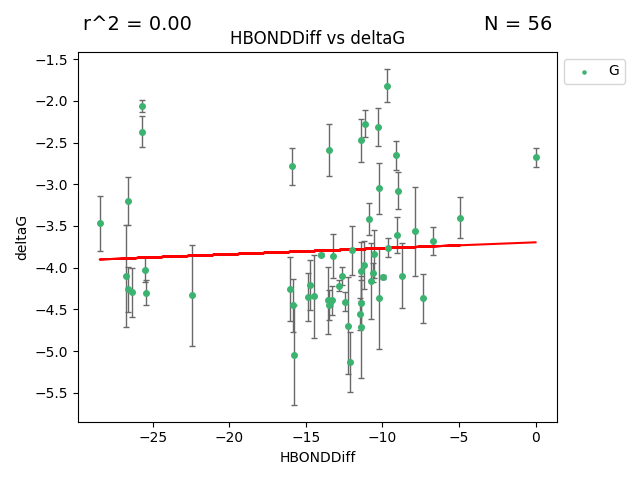 r^2 = 0.00
N = 56
HBONDDiff vs deltaG
G
−1.5
−2.0
−2.5
−3.0
−3.5
−4.0
−4.5
−5.0
−5.5
deltaG
−25
−20
−15
−10
−5
0
HBONDDiff